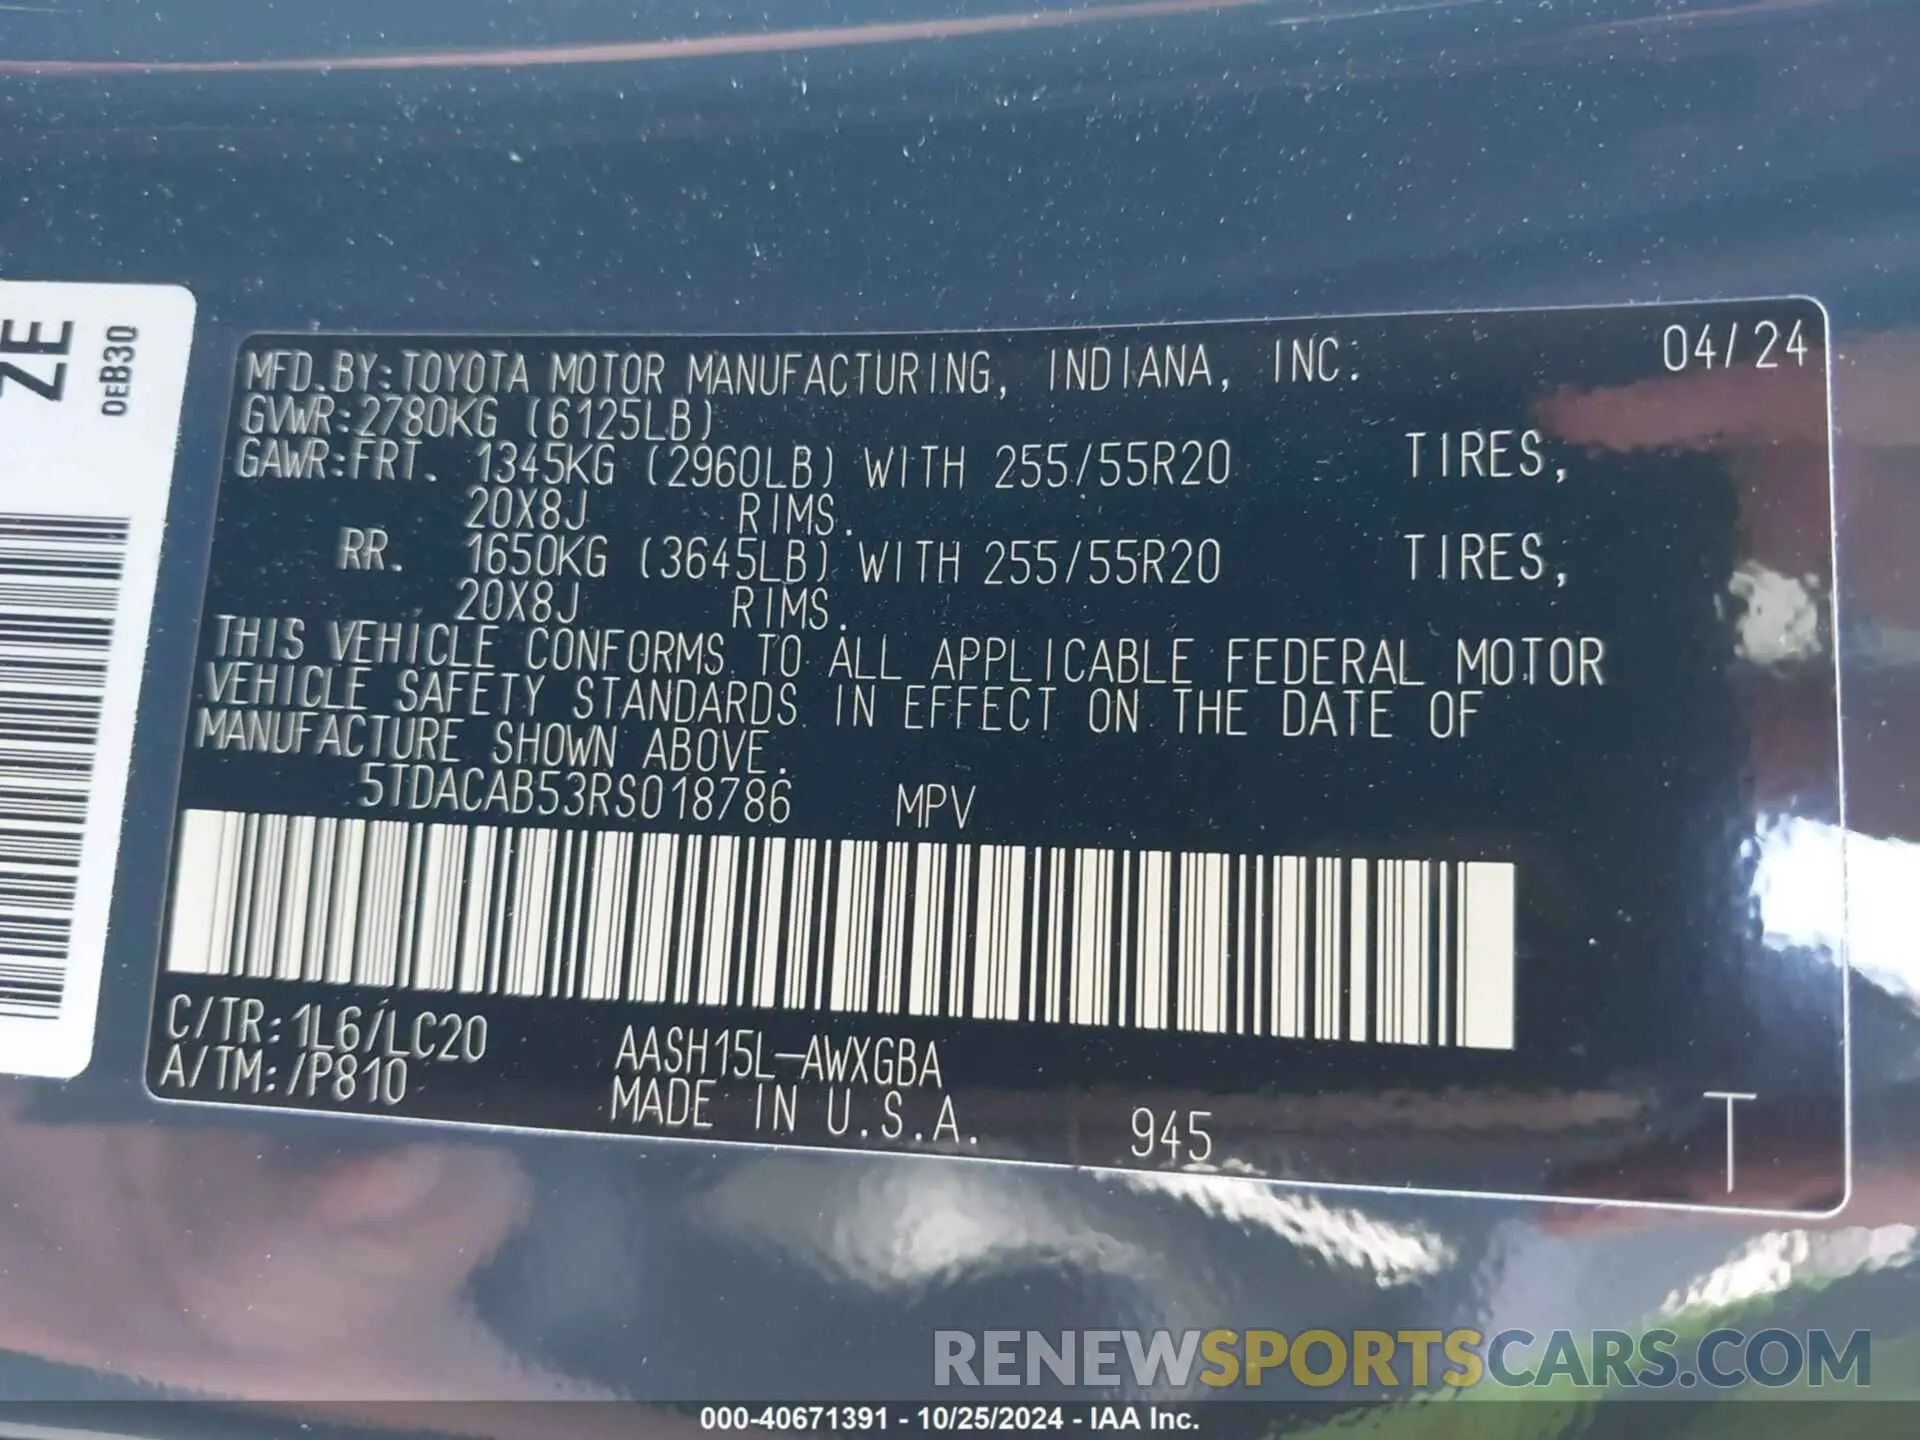 ZE
OEB3Q
MFD.BY:TOYOTA MOTOR MANUFACTURING, INDIANA, INC. 04/24
GVWR:2780KG (6125LB)
GAWR:FRT. 1345KG (2960LB) WITH 255/55R20 TIRES,
20X8J RIMS.
RR. 1650KG (3645LB) WITH 255/55R20 TIRES,
20X8J RIMS.
THIS VEHICLE CONFORMS TO ALL APPLICABLE FEDERAL MOTOR
VEHICLE SAFETY STANDARDS IN EFFECT ON THE DATE OF
MANUFACTURE SHOWN ABOVE.
5TDACAB53RS018786 MPV
C/TR:1L6/LC20 AASH15L-AWXGBA
A/TM:/P810 MADE IN U.S.A. 945 T
RENEWSPORTSCARS.COM
000-40671391 - 10/25/2024 - IAA Inc.